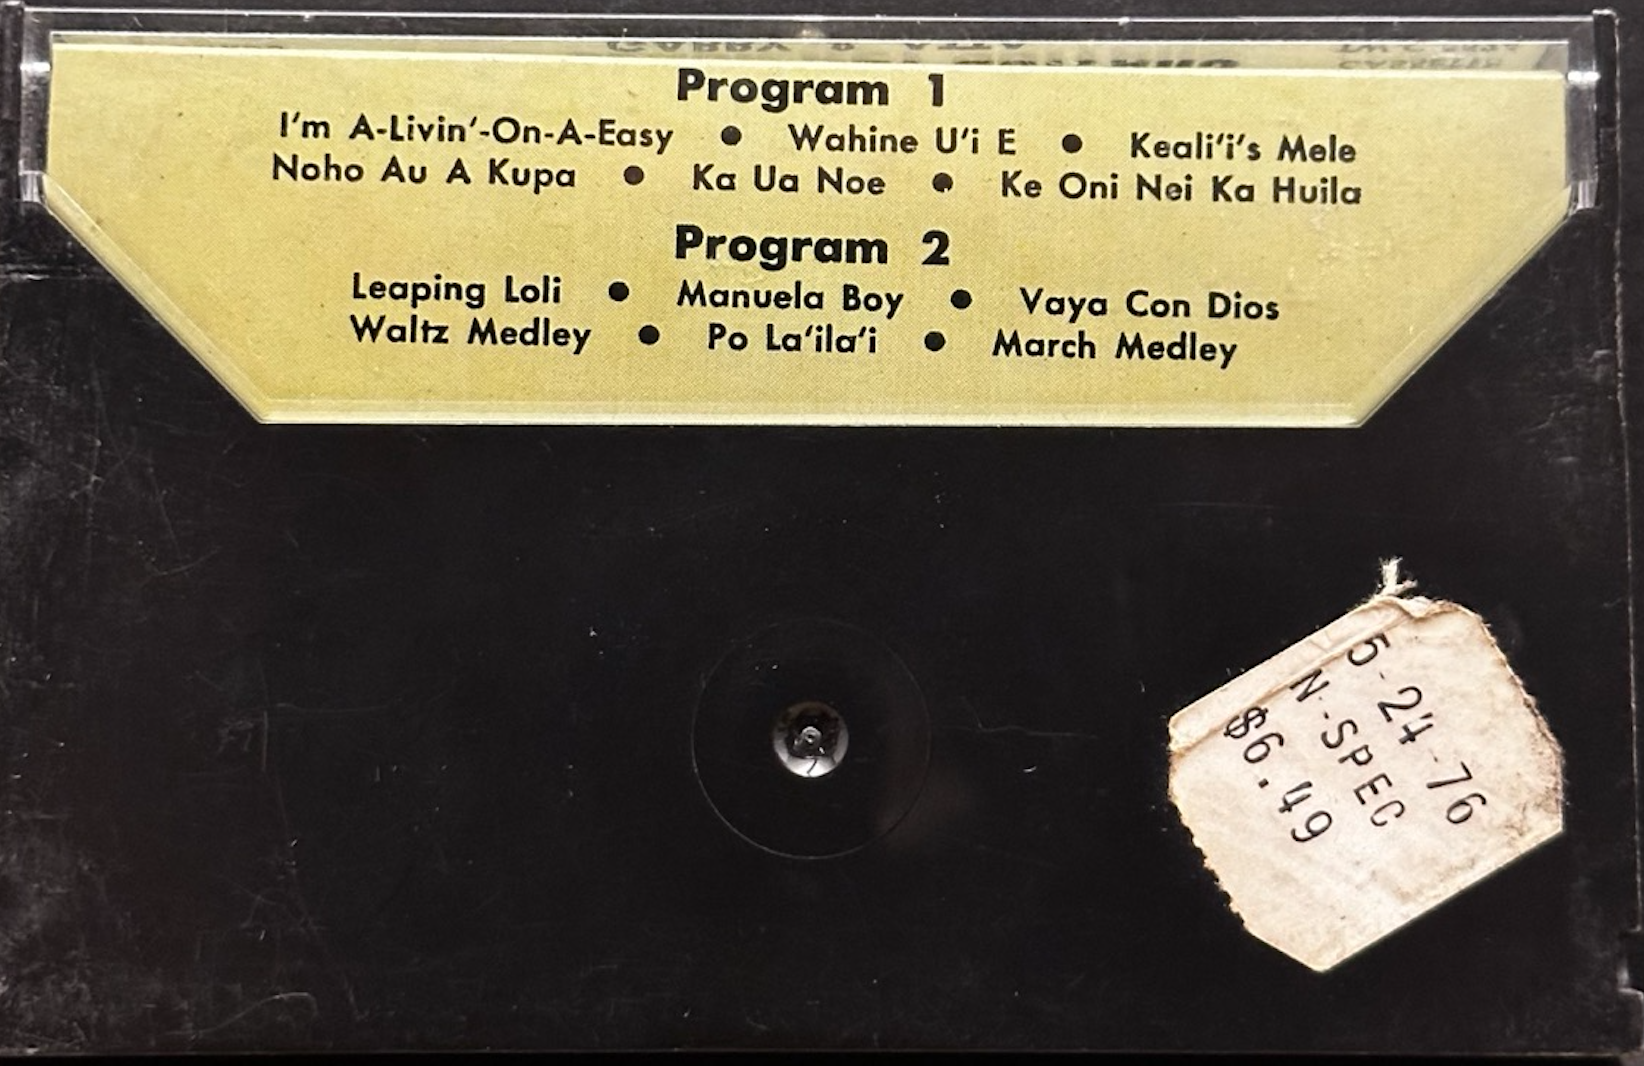 Program 1
I'm A-Livin'-On-A-Easy • Wahine U'i E • Keali'i's Mele
Noho Au A Kupa • Ka Ua Noe • Ke Oni Nei Ka Huila
Program 2
Leaping Loli • Manuela Boy • Vaya Con Dios
Waltz Medley • Po La'ila'i • March Medley
5-24-76
N-SPEC
$6.49